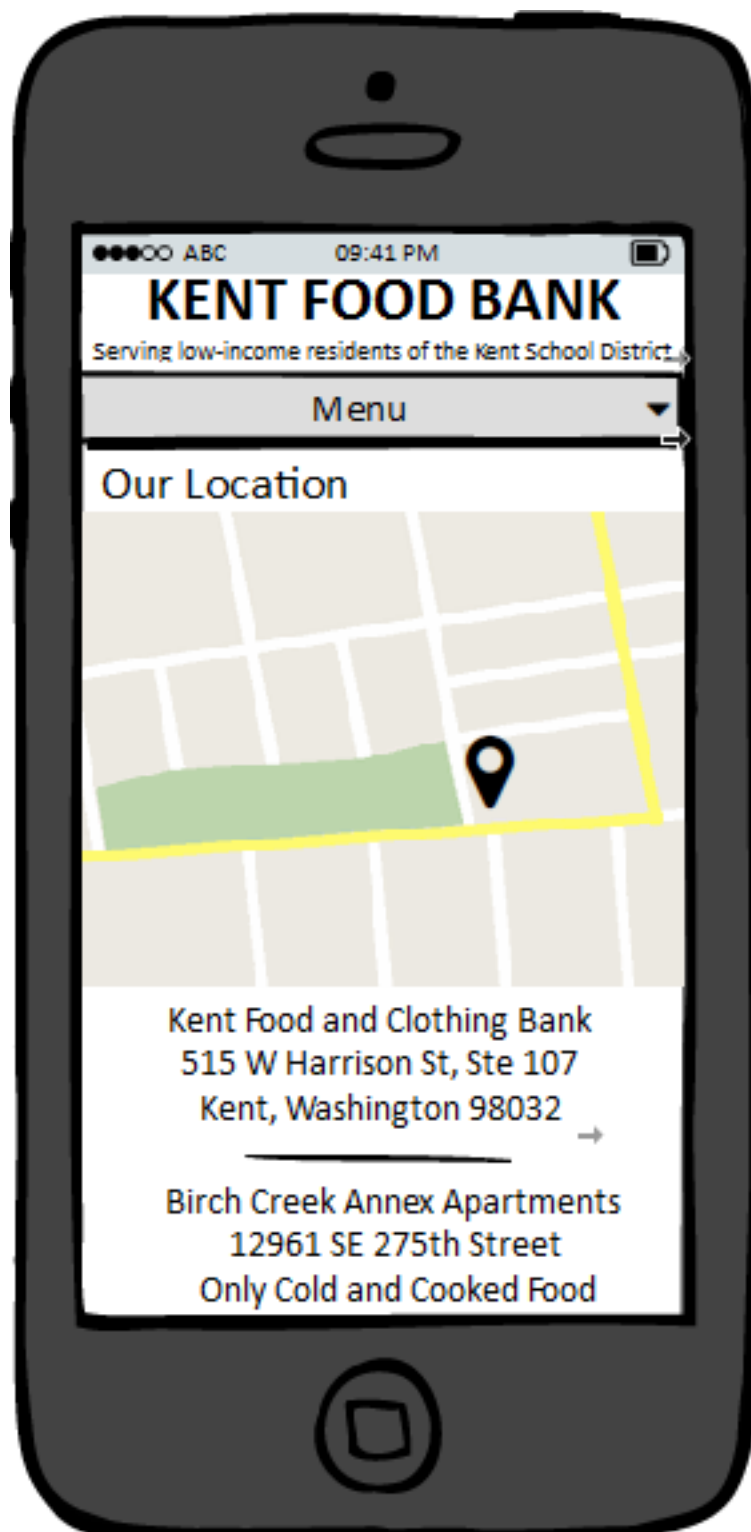 ABC 09:41 PM
KENT FOOD BANK
Serving low-income residents of the Kent School District
Menu
Our Location
Kent Food and Clothing Bank
515 W Harrison St, Ste 107
Kent, Washington 98032
Birch Creek Annex Apartments
12961 SE 275th Street
Only Cold and Cooked Food